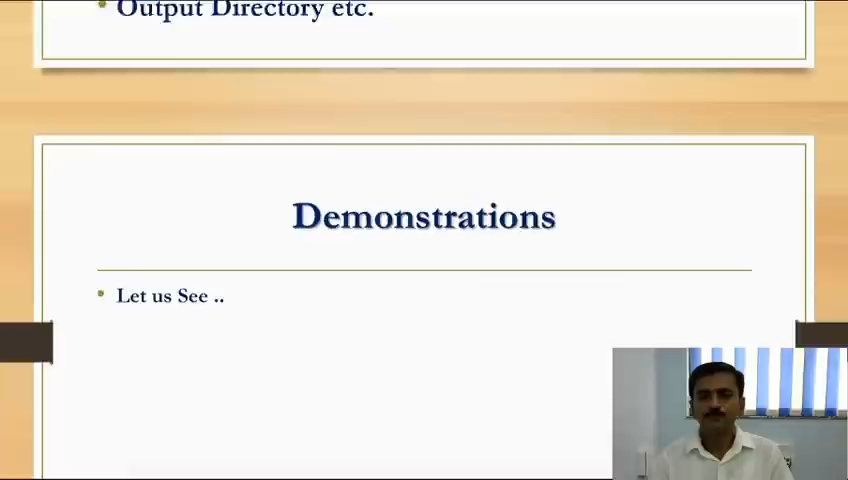 Output Directory etc.
Demonstrations
Let us See ..